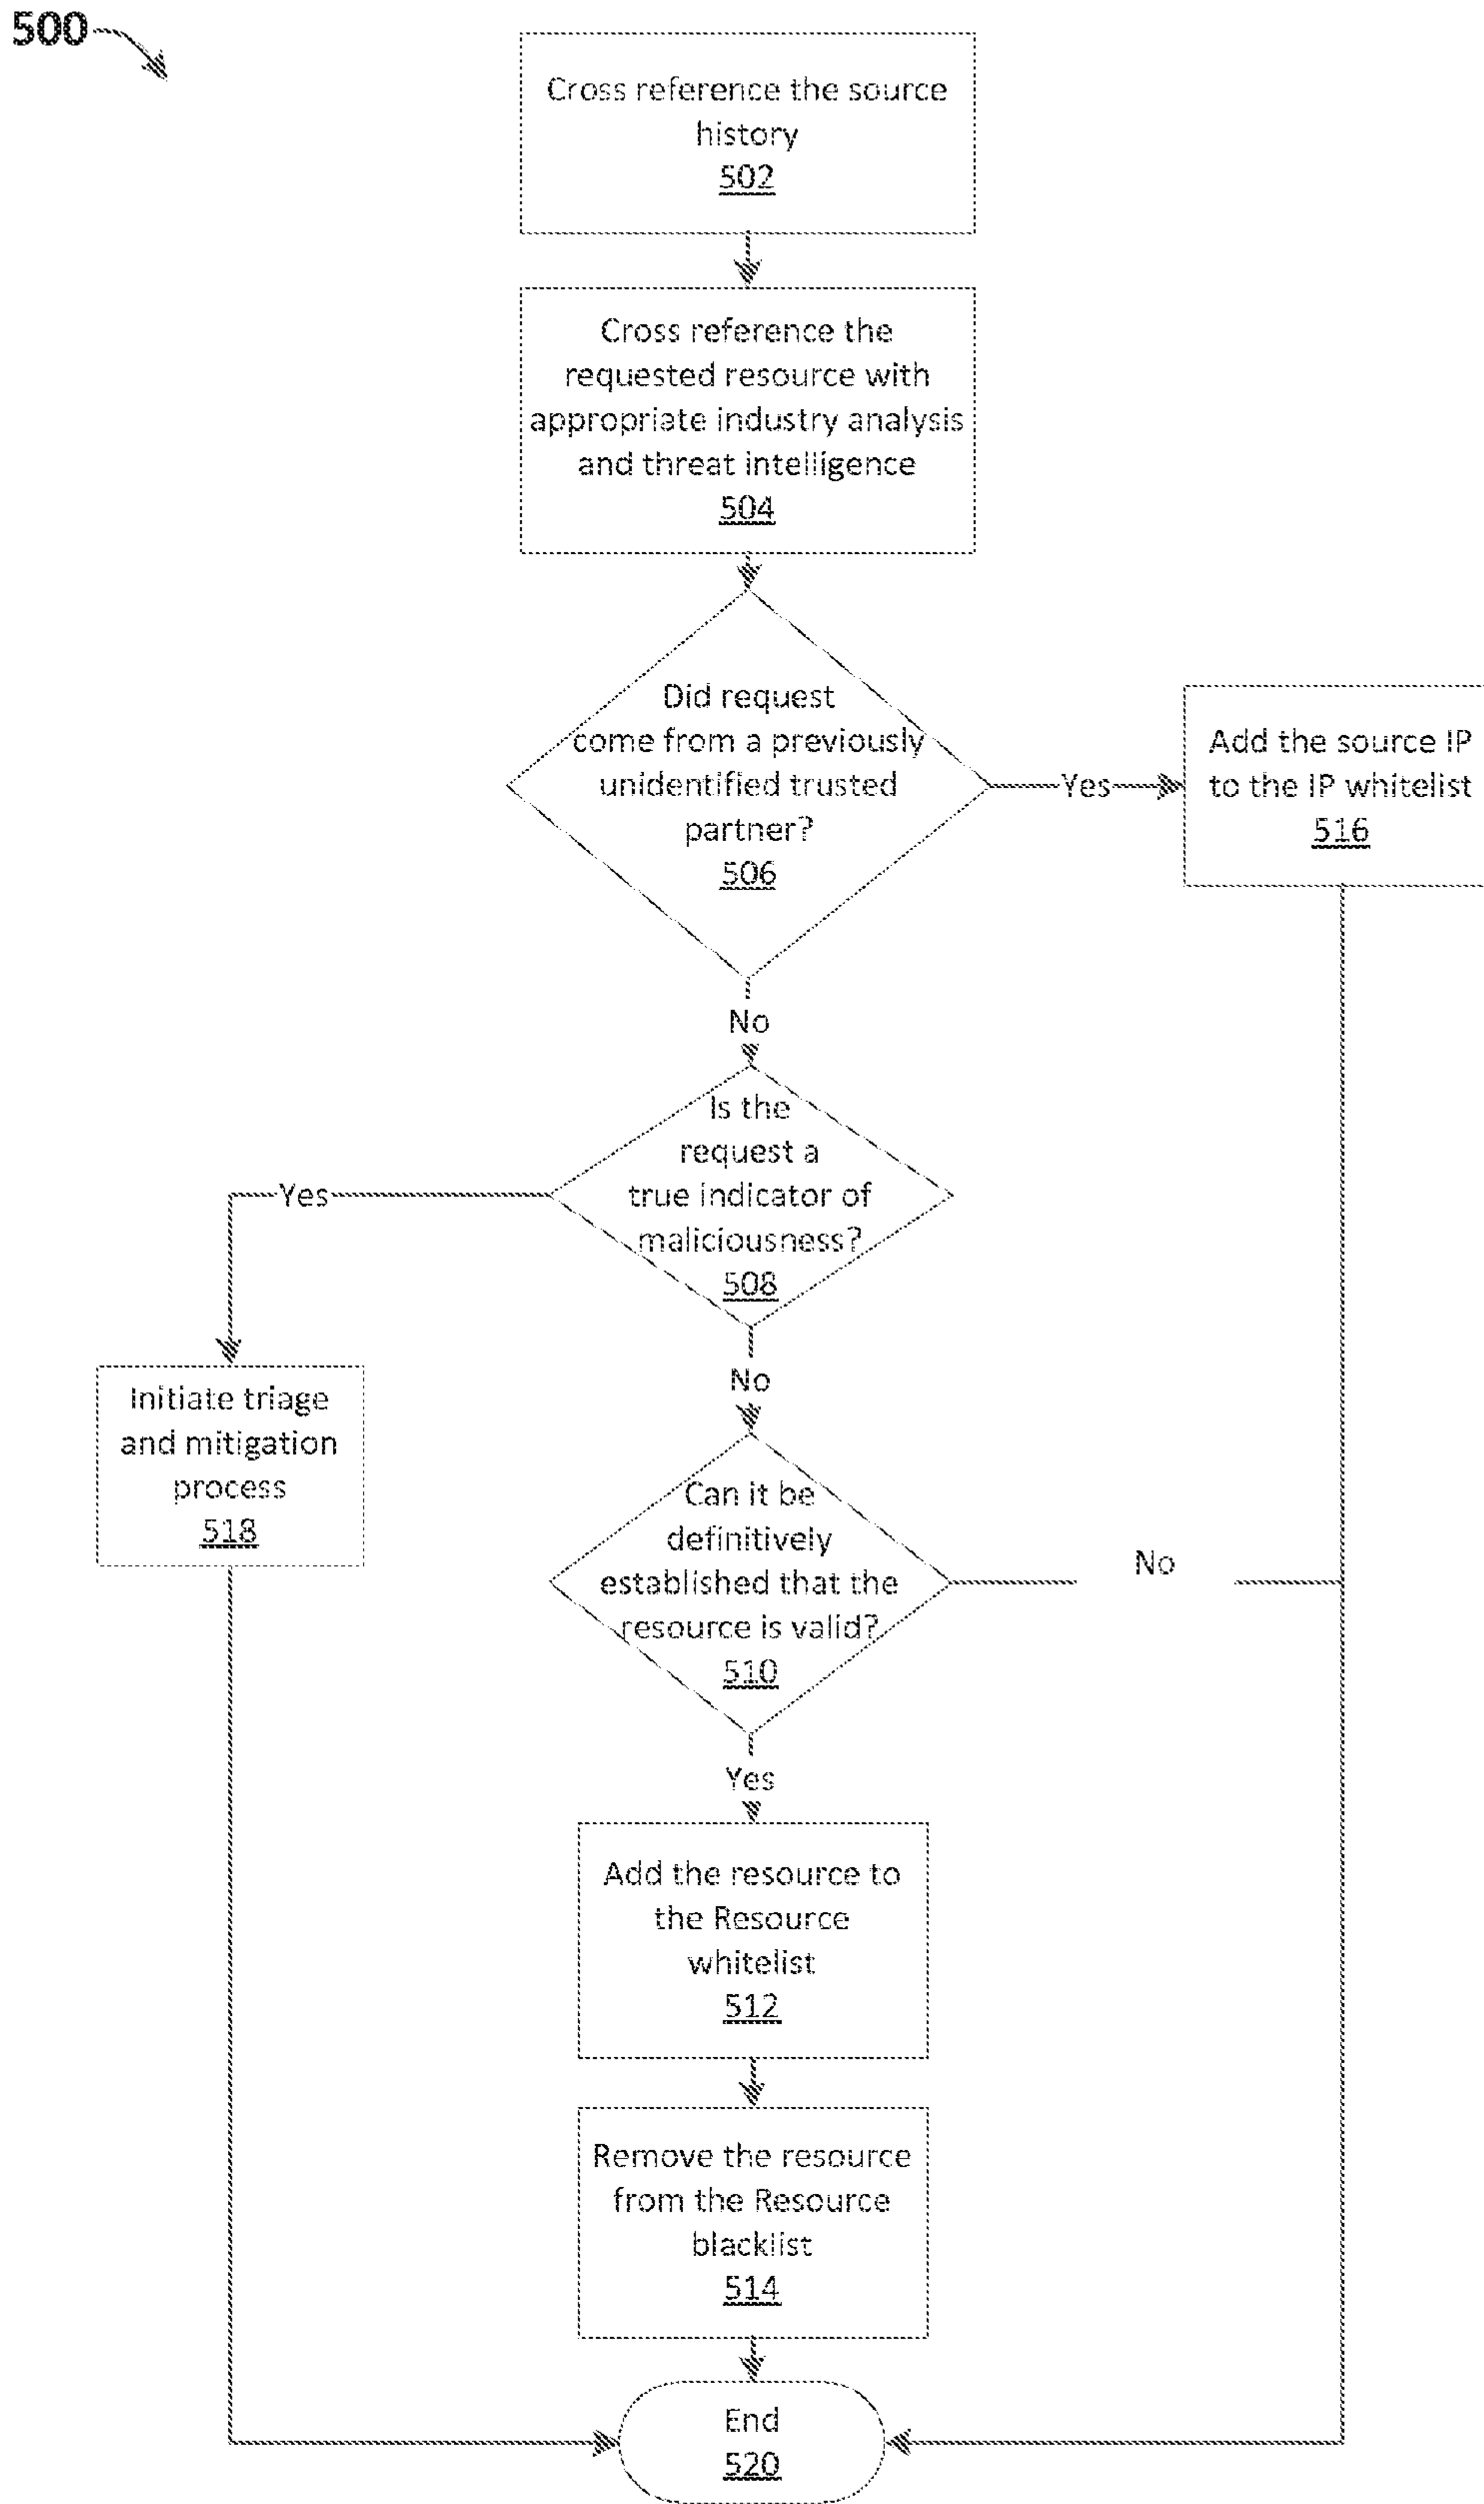 500
Cross reference the source
history
502
Cross reference the
requested resource with
appropriate industry analysis
and threat intelligence
504
Did request
come from a previously
unidentified trusted
partner?
506
Yes
Add the source IP
to the IP whitelist
516
No
Is the
request a
true indicator of
maliciousness?
508
Yes
No
Initiate triage
and mitigation
process
518
Can it be
definitively
established that the
resource is valid?
510
No
Yes
Add the resource to
the Resource
whitelist
512
Remove the resource
from the Resource
blacklist
514
End
520